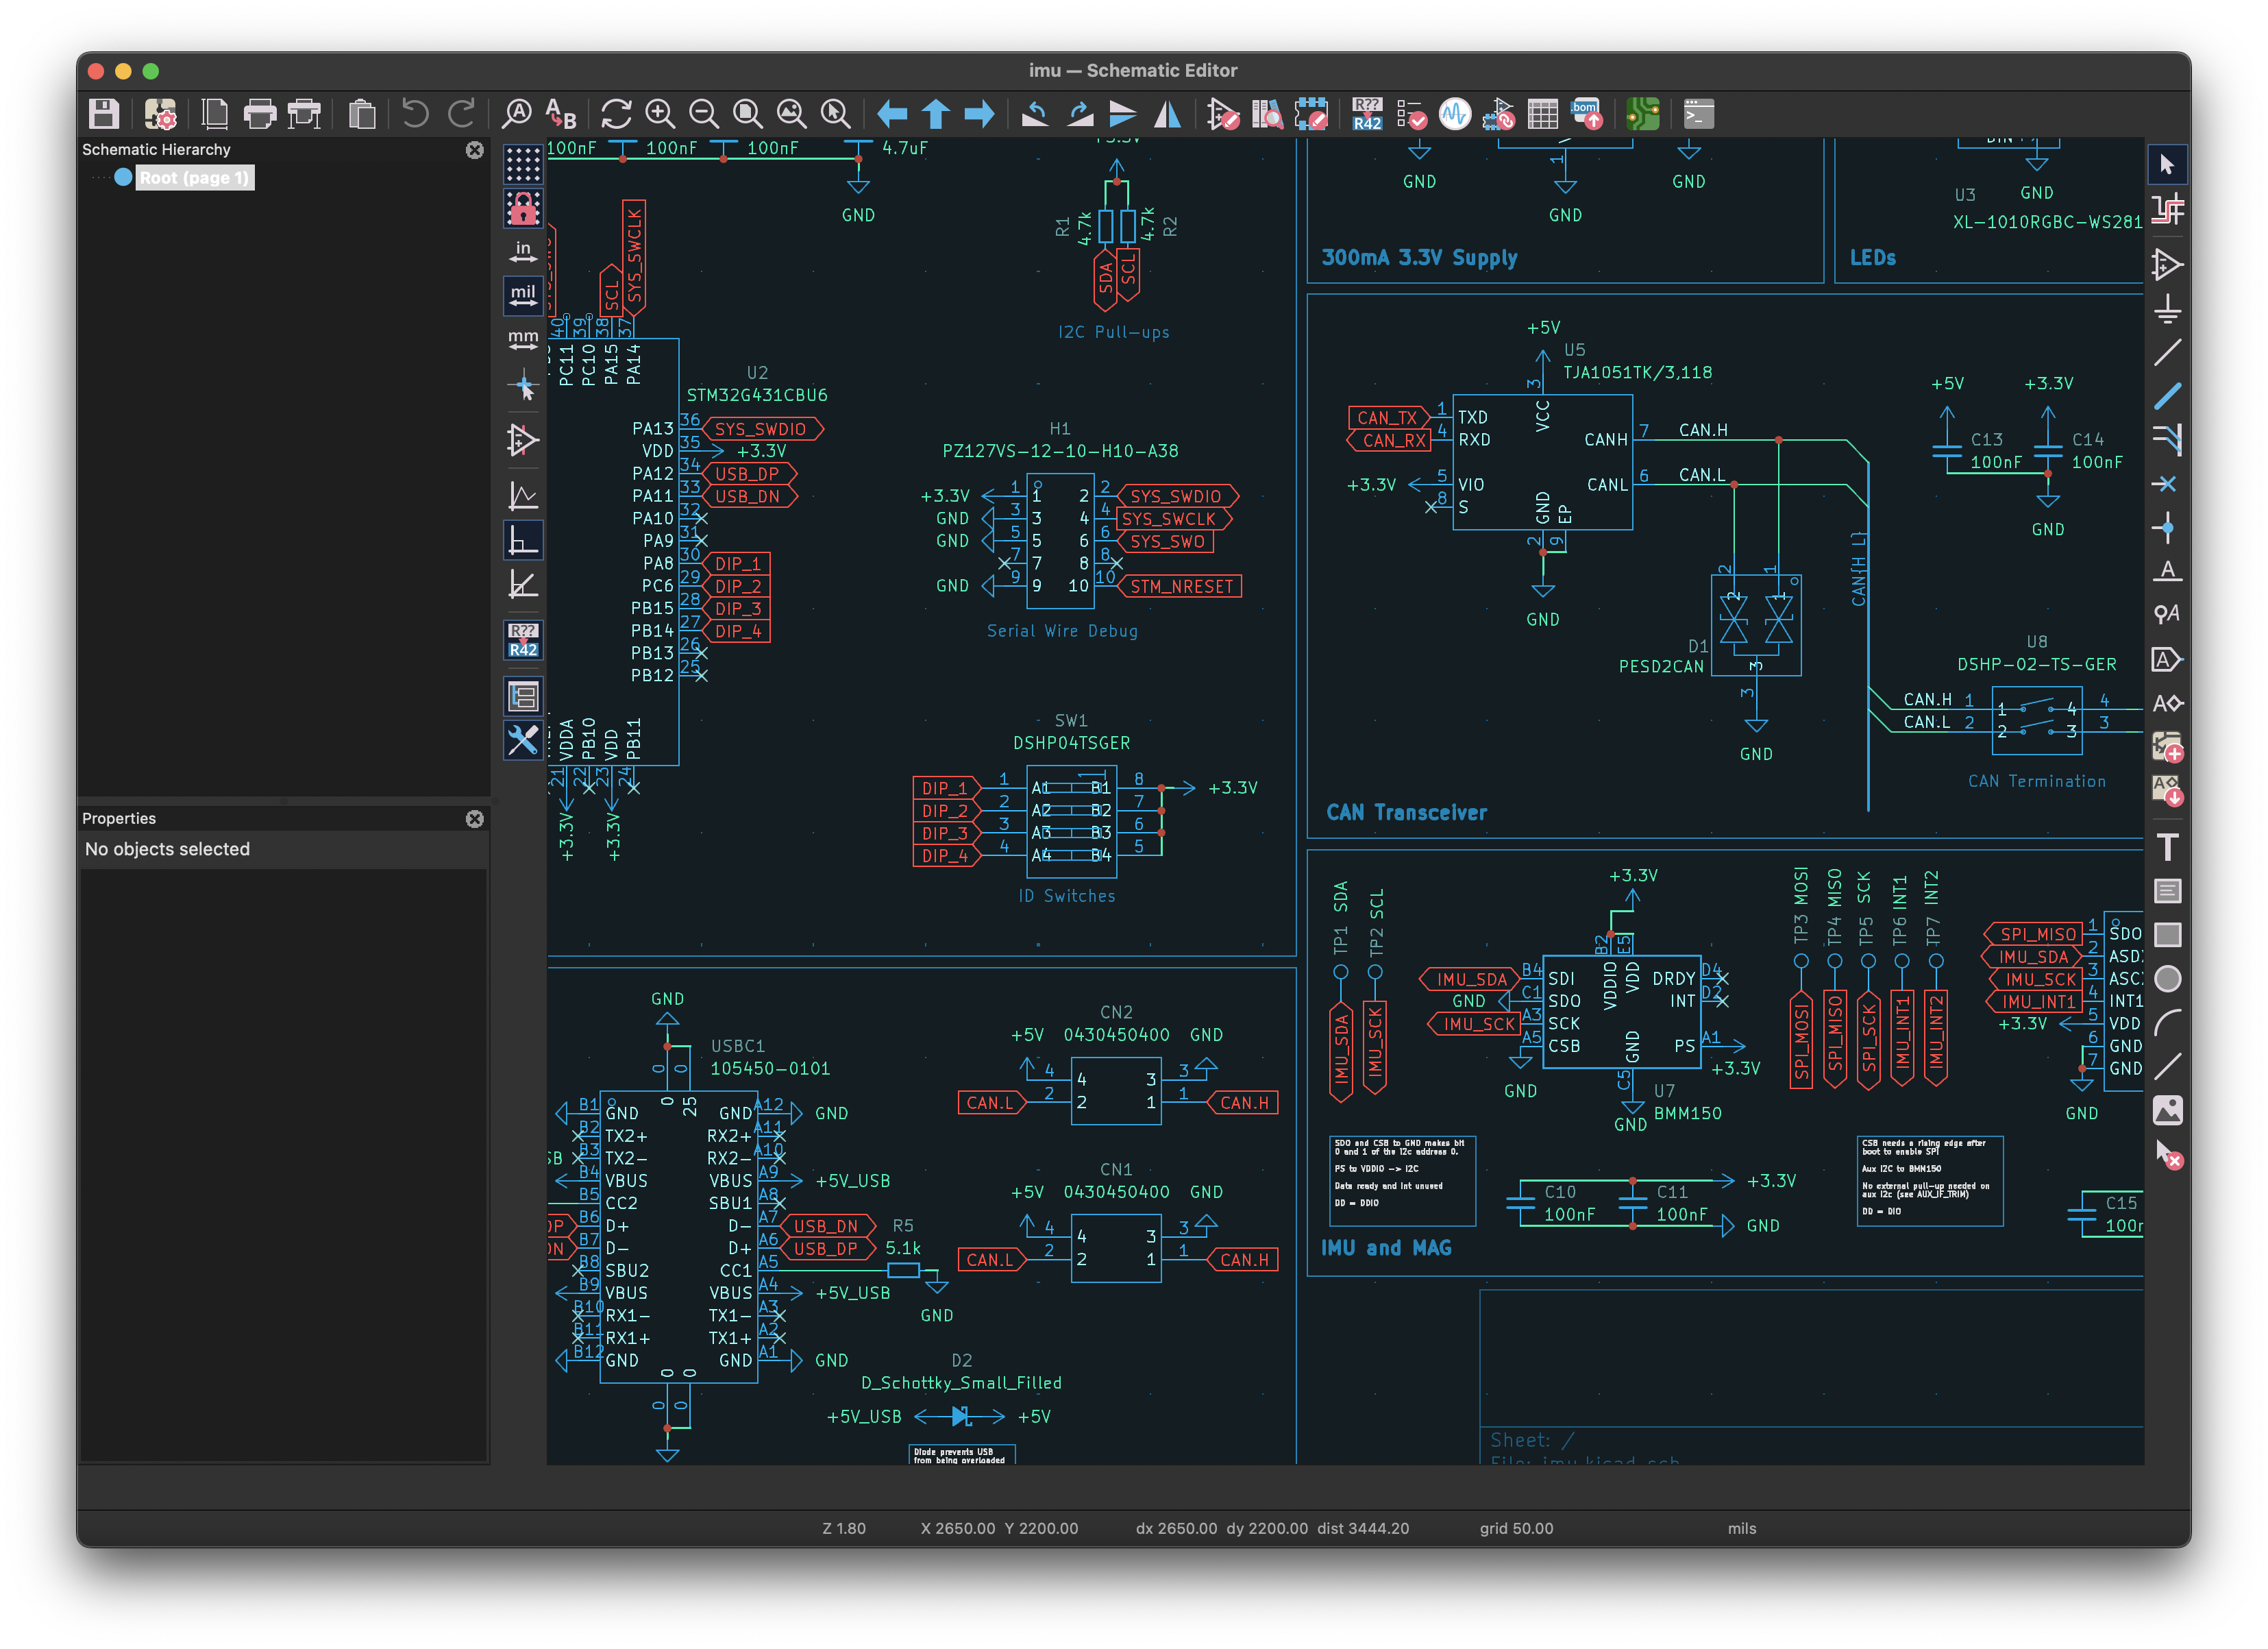 imu — Schematic Editor
Schematic Hierarchy
Root (page 1)
Properties
No objects selected
in
mil
mm
R??
R42
R??
R42
bom
100nF 100nF 100nF 4.7uF
GND
SCL
SYS_SWCLK
40 39 38 37
PC11 PC10 PA15 PA14
U2
STM32G431CBU6
PA13 36 SYS_SWDIO
VDD 35 +3.3V
PA12 34 USB_DP
PA11 33 USB_DN
PA10 32
PA9 31
PA8 30 DIP_1
PC6 29 DIP_2
PB15 28 DIP_3
PB14 27 DIP_4
PB13 26
PB12 25
VDDA PB10 VDD PB11
21 22 23 24
+3.3V +3.3V
R1 4.7k 4.7k R2
SDA SCL
I2C Pull-ups
H1
PZ127VS-12-10-H10-A38
+3.3V 1 1 2 2 SYS_SWDIO
GND 3 3 4 4 SYS_SWCLK
GND 5 5 6 6 SYS_SWO
7 7 8 8
GND 9 9 10 10 STM_NRESET
Serial Wire Debug
SW1
DSHP04TSGER
DIP_1 1 A1 B1 8 +3.3V
DIP_2 2 A2 B2 7
DIP_3 3 A3 B3 6
DIP_4 4 A4 B4 5
ID Switches
GND GND
1
GND
300mA 3.3V Supply
U3 GND
XL-1010RGBC-WS281
LEDs
+5V
U5
TJA1051TK/3,118
3
VCC
CAN_TX 1 TXD
CAN_RX 4 RXD
+3.3V 5 VIO
8 S
CANH 7 CAN.H
CANL 6 CAN.L
GND EP
2 9
GND
+5V +3.3V
C13 C14
100nF 100nF
GND
CAN{H L}
2 1
2 1
D1
PESD2CAN
3
3
GND
U8
DSHP-02-TS-GER
CAN.H 1 1 4 4
CAN.L 2 2 3 3
CAN Termination
CAN Transceiver
TP1 SDA
TP2 SCL
IMU_SDA
IMU_SCK
+3.3V
B2 E5
VDDIO VDD
IMU_SDA B4 SDI
GND C1 SDO
IMU_SCK A3 SCK
A5 CSB
DRDY D4
INT D2
PS A1
+3.3V
GND
GND
C5
U7
BMM150
GND
TP3 MOSI
TP4 MISO
TP5 SCK
TP6 INT1
TP7 INT2
SPI_MOSI
SPI_MISO
SPI_SCK
IMU_INT1
IMU_INT2
SPI_MISO 1 SDO
IMU_SDA 2 ASD
IMU_SCK 3 ASC
IMU_INT1 4 INT1
+3.3V 5 VDD
6 GND
7 GND
GND
SDO and CSB to GND makes bit
0 and 1 of the I2c address 0.
PS to VDDIO -> I2C
Data ready and Int unused
DD = DDIO
C10 C11
100nF 100nF
+3.3V
GND
CSB needs a rising edge after
boot to enable SPI
Aux I2C to BMM150
No external pull-up needed on
aux I2c (see AUX_IF_TRIM)
DD = DIO
C15
100n
IMU and MAG
GND
USBC1
105450-0101
0 0
0 25
B1 GND GND A12 GND
B2 TX2+ RX2+ A11
B3 TX2- RX2- A10
B4 VBUS VBUS A9 +5V_USB
B5 CC2 SBU1 A8
B6 D+ D- A7 USB_DN
B7 D- D+ A6 USB_DP
B8 SBU2 CC1 A5
B9 VBUS VBUS A4 +5V_USB
B10 RX1- TX1- A3
B11 RX1+ TX1+ A2
B12 GND GND A1 GND
0 0
0 0
R5
5.1k
GND
CN2
+5V 0430450400 GND
4 4 3 3
CAN.L 2 2 1 1 CAN.H
CN1
+5V 0430450400 GND
4 4 3 3
CAN.L 2 2 1 1 CAN.H
D2
D_Schottky_Small_Filled
+5V_USB +5V
Diode prevents USB
from being overloaded
Sheet: /
File: imu.kicad_sch
Z 1.80 X 2650.00 Y 2200.00 dx 2650.00 dy 2200.00 dist 3444.20 grid 50.00 mils